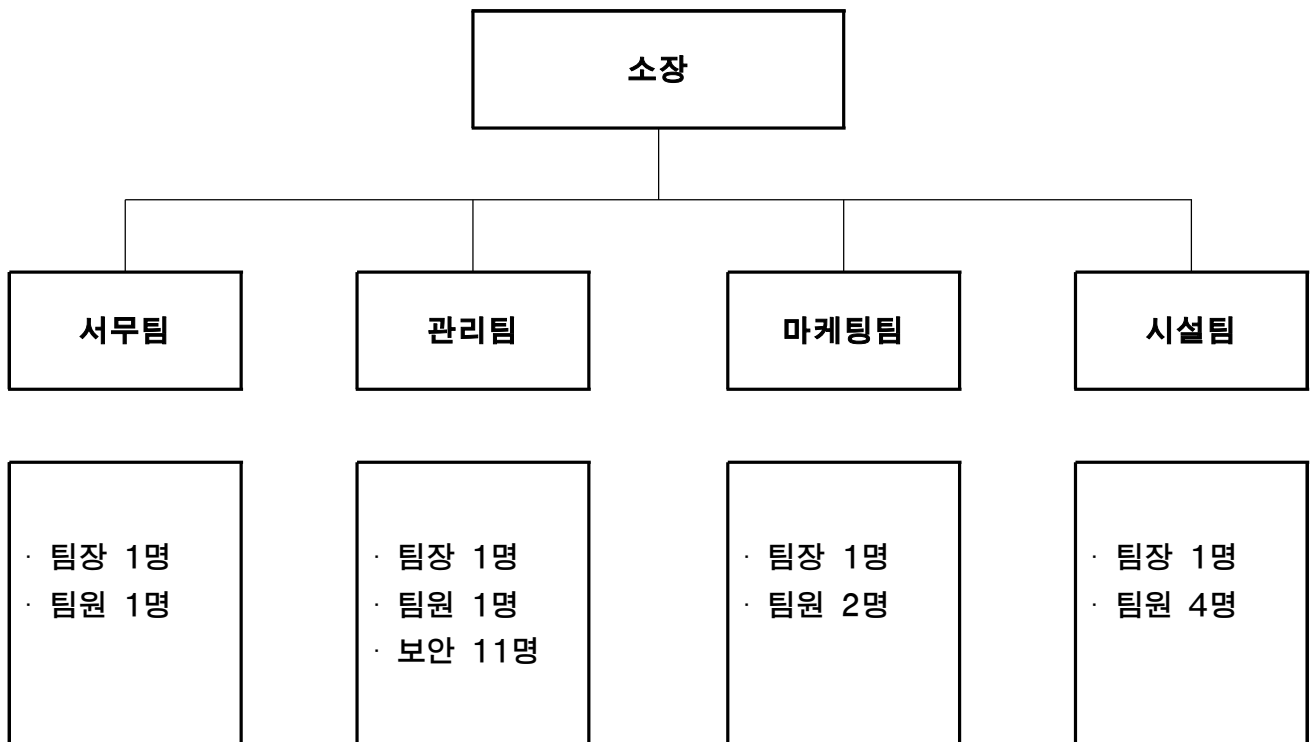 소장
서무팀
관리팀
마케팅팀
시설팀
· 팀장 1명
· 팀원 1명
· 팀장 1명
· 팀원 1명
· 보안 11명
· 팀장 1명
· 팀원 2명
· 팀장 1명
· 팀원 4명